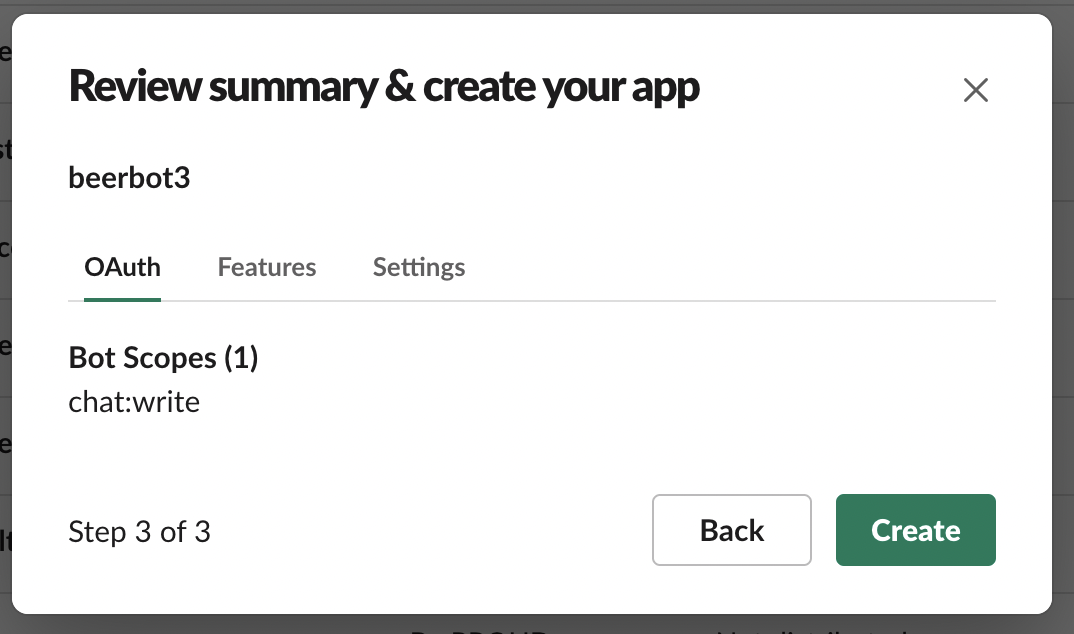 Review summary & create your app
beerbot3
OAuth Features Settings
Bot Scopes (1)
chat:write
Step 3 of 3 Back Create